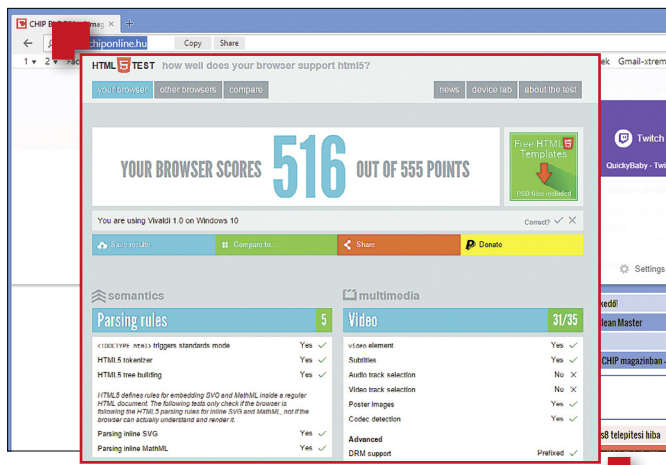 CHIP
chiponline.hu
Copy Share
1 2
Gmail-xtrem
HTML5 TEST how well does your browser support html5?
your browser other browsers compare news device lab about the test
YOUR BROWSER SCORES 516 OUT OF 555 POINTS
Free HTML5
Templates
PSD files included
You are using Vivaldi 1.0 on Windows 10 Correct?
Save results Compare to... Share Donate
semantics
Parsing rules 5
<!DOCTYPE html> triggers standards mode Yes
HTML5 tokenizer Yes
HTML5 tree building Yes
HTML5 defines rules for embedding SVG and MathML inside a regular
HTML document. The following tests only check if the browser is
following the HTML5 parsing rules for inline SVG and MathML, not if the
browser can actually understand and render it.
Parsing inline SVG Yes
Parsing inline MathML Yes
multimedia
Video 31/35
video element Yes
Subtitles Yes
Audio track selection No
Video track selection No
Poster images Yes
Codec detection Yes
Advanced
DRM support Prefixed
Twitch
QuickyBaby - Twi
Settings
lean Master
CHIP magazinban
s8 telepitesi hiba